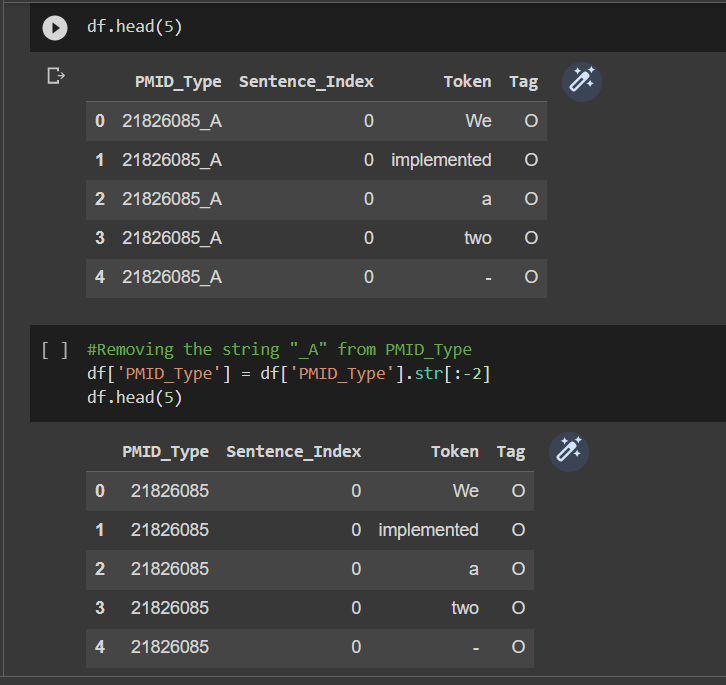 df.head(5)
PMID_Type Sentence_Index Token Tag
0 21826085_A 0 We O
1 21826085_A 0 implemented O
2 21826085_A 0 a O
3 21826085_A 0 two O
4 21826085_A 0 - O
[ ] #Removing the string "_A" from PMID_Type
df['PMID_Type'] = df['PMID_Type'].str[:-2]
df.head(5)
PMID_Type Sentence_Index Token Tag
0 21826085 0 We O
1 21826085 0 implemented O
2 21826085 0 a O
3 21826085 0 two O
4 21826085 0 - O